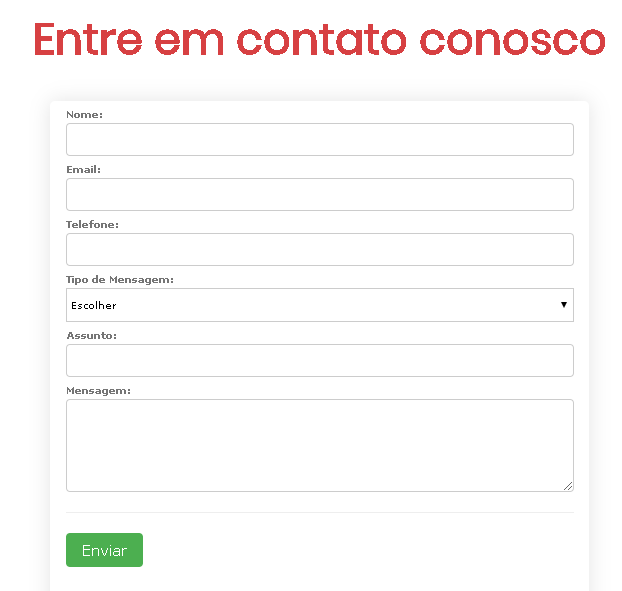 Entre em contato conosco
Nome:
Email:
Telefone:
Tipo de Mensagem:
Escolher
Assunto:
Mensagem:
Enviar